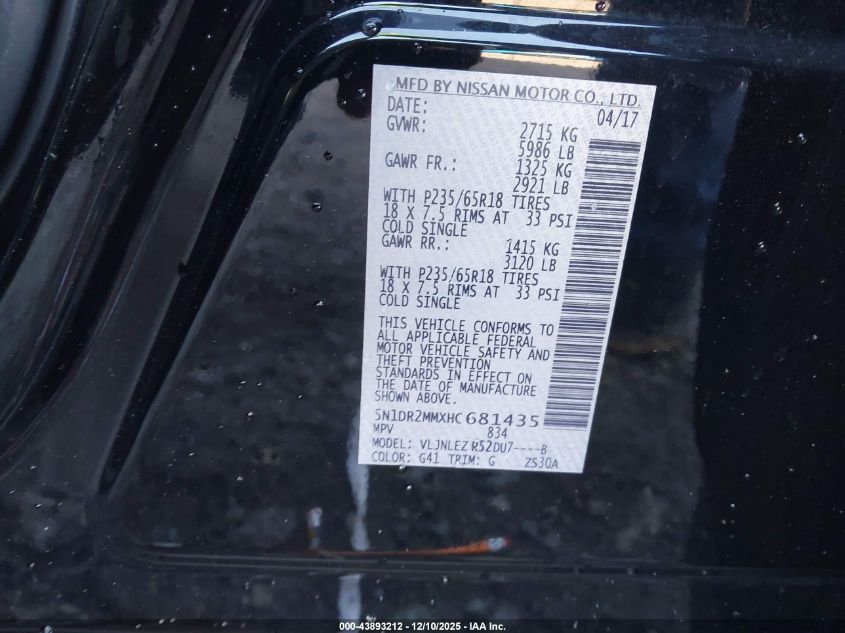 MFD BY NISSAN MOTOR CO., LTD.
DATE: 04/17
GVWR: 2715 KG
5986 LB
GAWR FR.: 1325 KG
2921 LB
WITH P235/65R18 TIRES
18 X 7.5 RIMS AT 33 PSI
COLD SINGLE
GAWR RR.: 1415 KG
3120 LB
WITH P235/65R18 TIRES
18 X 7.5 RIMS AT 33 PSI
COLD SINGLE
THIS VEHICLE CONFORMS TO
ALL APPLICABLE FEDERAL
MOTOR VEHICLE SAFETY AND
THEFT PREVENTION
STANDARDS IN EFFECT ON
THE DATE OF MANUFACTURE
SHOWN ABOVE.
5N1DR2MMXHC681435
MPV 834
MODEL: VLJNLEZ R52DU7----B
COLOR: G41 TRIM: G ZS30A
000-43893212 - 12/10/2025 - IAA Inc.